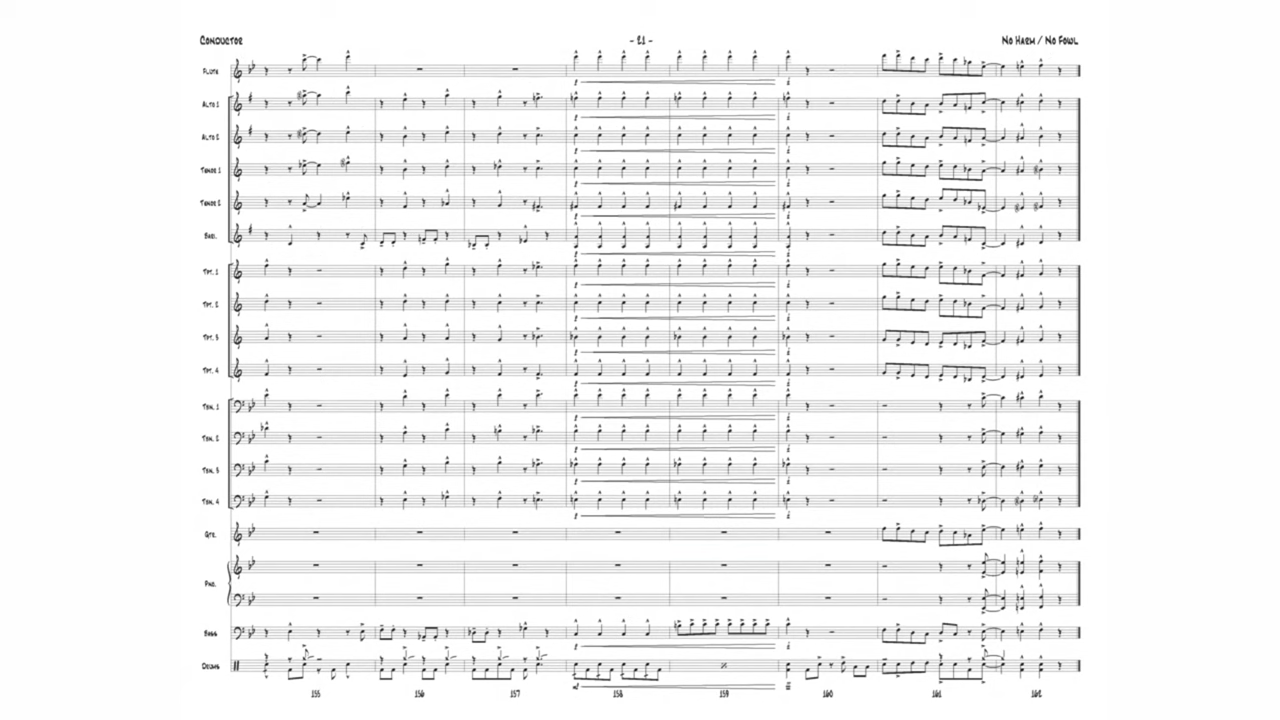 Conductor
- 21 -
No Harm / No Fowl
Flute
Alto 1
Alto 2
Tenor 1
Tenor 2
Bari.
Tpt. 1
Tpt. 2
Tpt. 3
Tpt. 4
Tbn. 1
Tbn. 2
Tbn. 3
Tbn. 4
Gtr.
Pno.
Bass
Drums
155 156 157 158 159 160 161 162